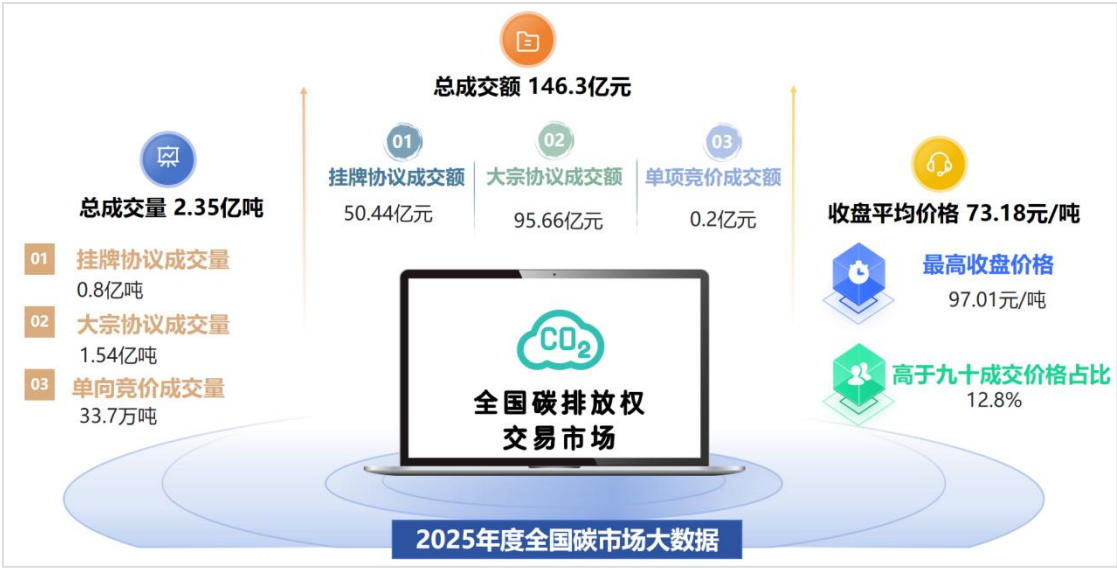 总成交额 146.3亿元
01
挂牌协议成交额
50.44亿元
02
大宗协议成交额
95.66亿元
03
单项竞价成交额
0.2亿元
总成交量 2.35亿吨
01
挂牌协议成交量
0.8亿吨
02
大宗协议成交量
1.54亿吨
03
单向竞价成交量
33.7万吨
收盘平均价格 73.18元/吨
最高收盘价格
97.01元/吨
高于九十成交价格占比
12.8%
CO2
全国碳排放权
交易市场
2025年度全国碳市场大数据